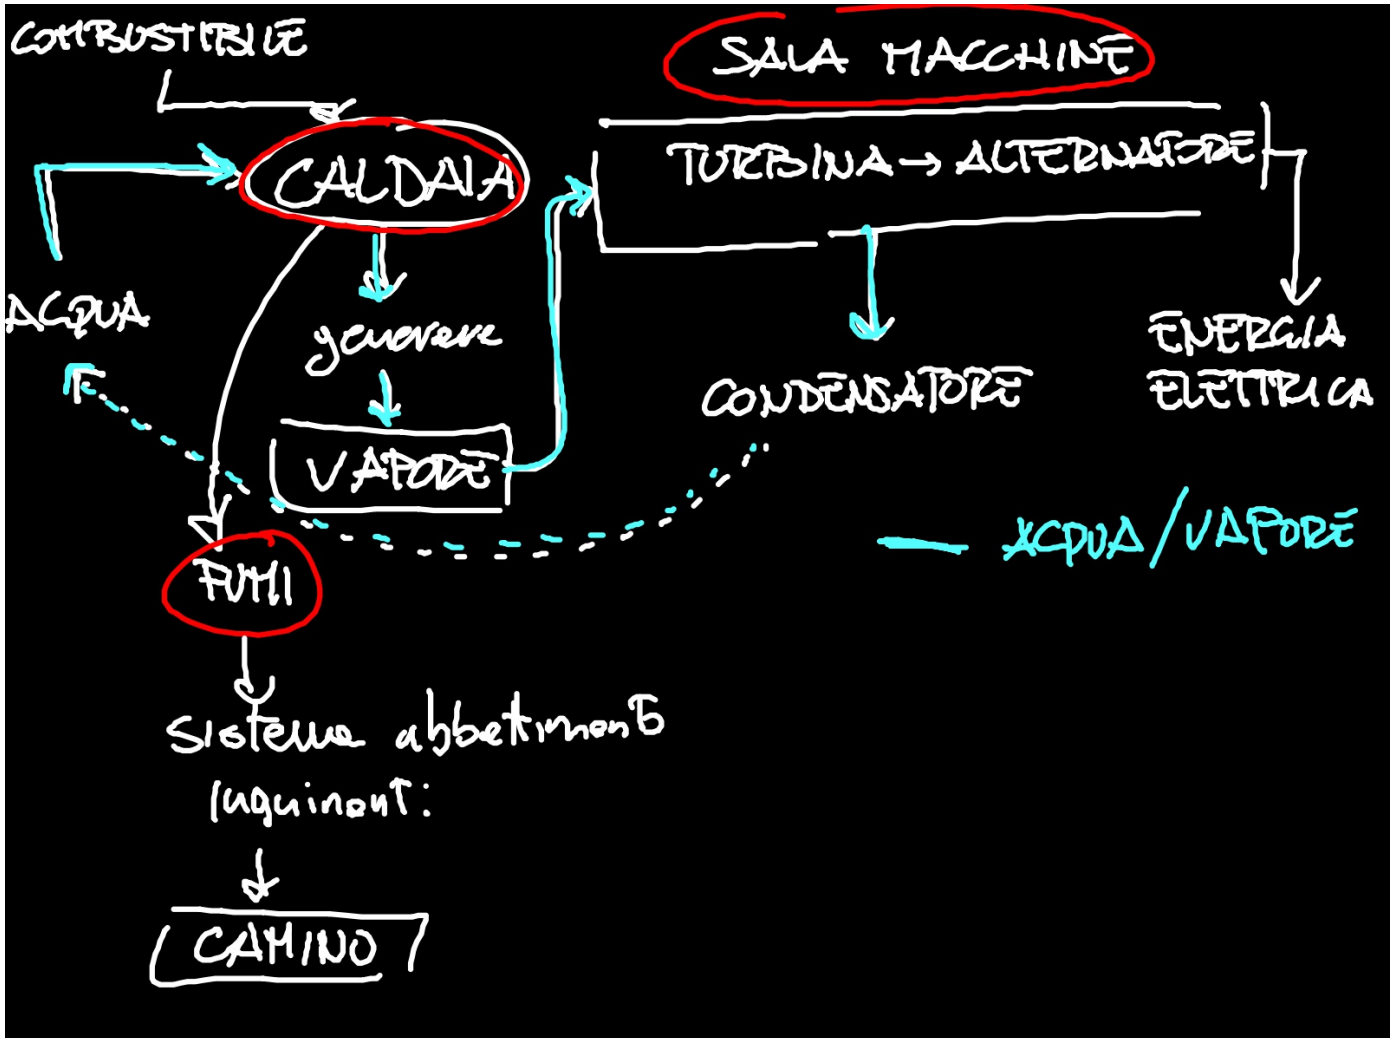 COMBUSTIBILE
SALA MACCHINE
CALDAIA
TURBINA → ALTERNATORE
ACQUA
generare
ENERGIA
ELETTRICA
CONDENSATORE
VAPORE
ACQUA/VAPORE
FUMI
Sistema abbattimento
inquinanti
CAMINO